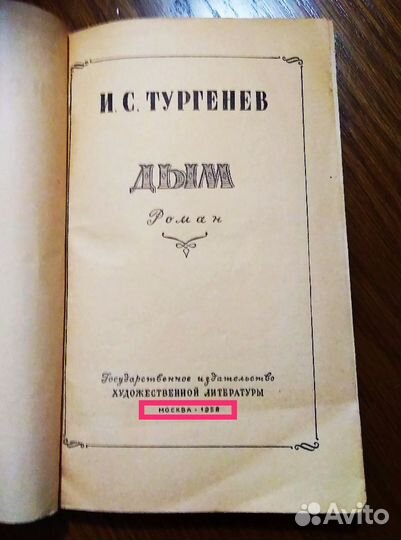 И. С. ТУРГЕНЕВ
ДЫМ
Роман
Государственное издательство
ХУДОЖЕСТВЕННОЙ ЛИТЕРАТУРЫ
МОСКВА • 1958
Avito